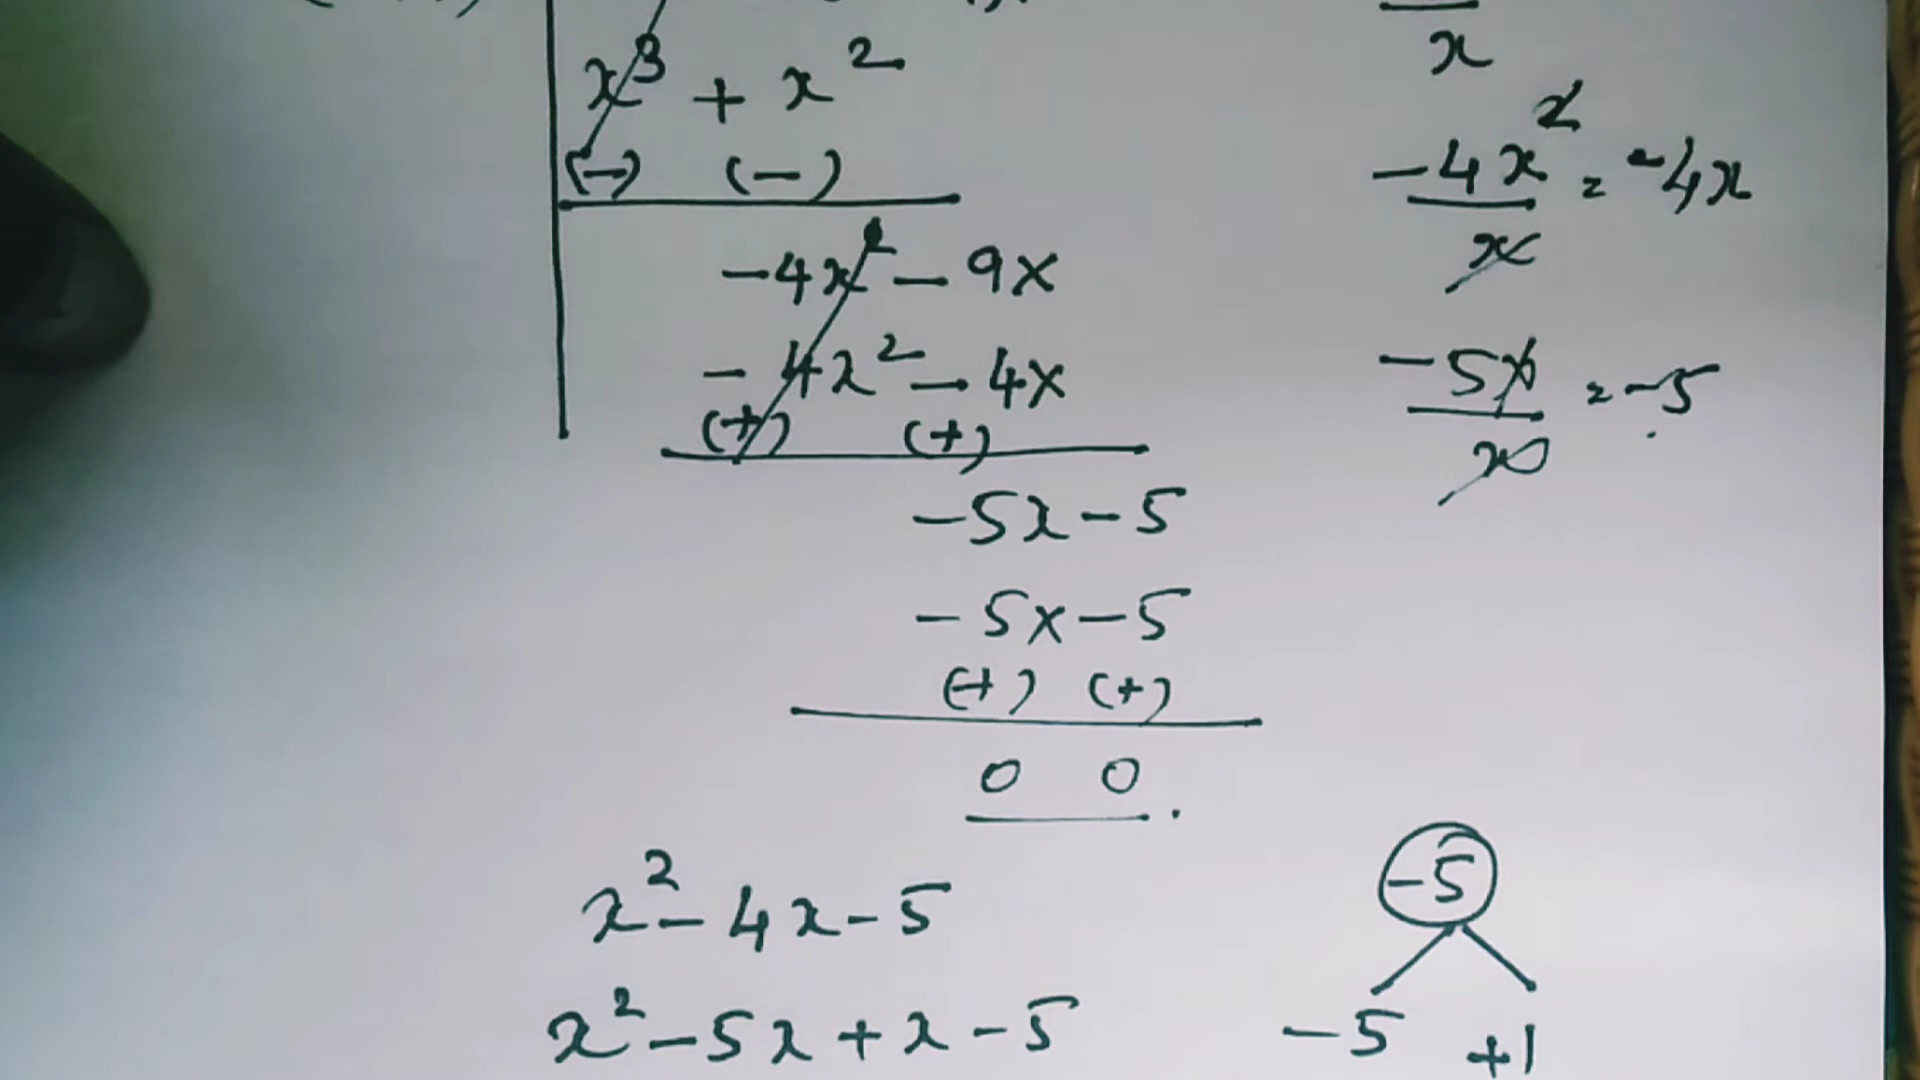 x³ + x²
(-) (-)
-4x² - 9x
-4x² - 4x
(+) (+)
-5x - 5
-5x - 5
(+) (+)
0 0.
x² - 4x - 5
x² - 5x + x - 5
x
-4x² = -4x
x
-5x = -5
x
-5
-5 +1